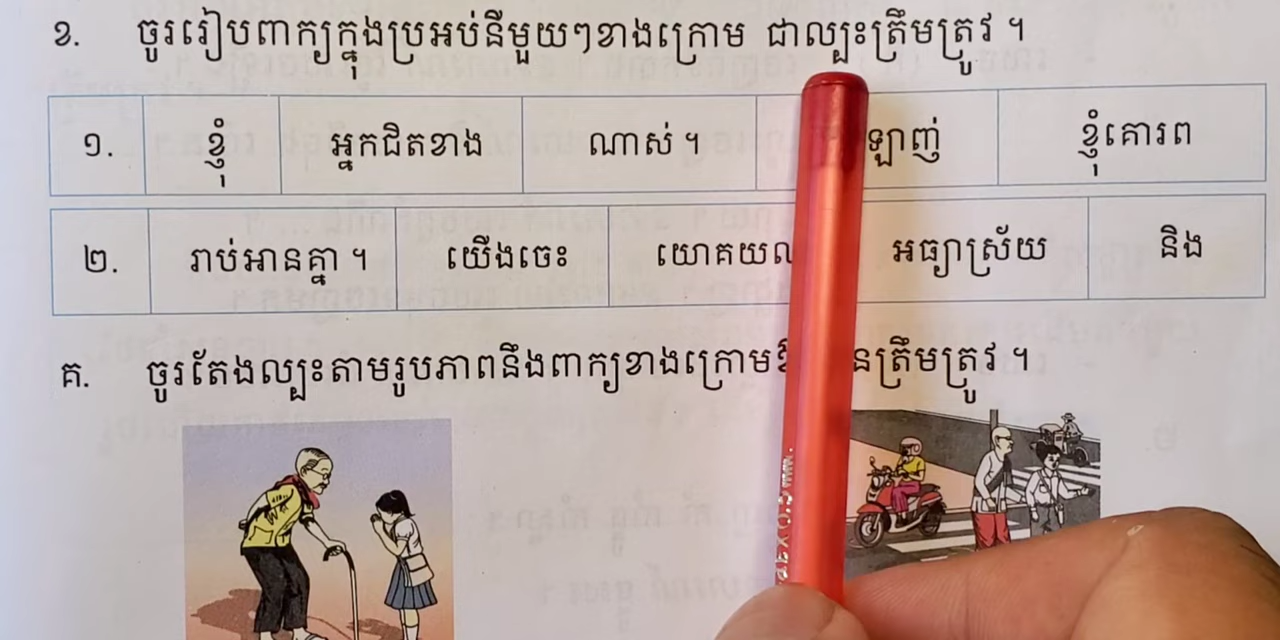 ខ. ចូររៀបពាក្យក្នុងប្រអប់នីមួយៗខាងក្រោម ជាល្បះត្រឹមត្រូវ ។
១. ខ្ញុំ អ្នកជិតខាង ណាស់ ។ ឡាញ់ ខ្ញុំគោរព
២. រាប់អានគ្នា ។ យើងចេះ យោគយល អធ្យាស្រ័យ និង
គ. ចូរតែងល្បះតាមរូបភាពនឹងពាក្យខាងក្រោម នត្រឹមត្រូវ ។